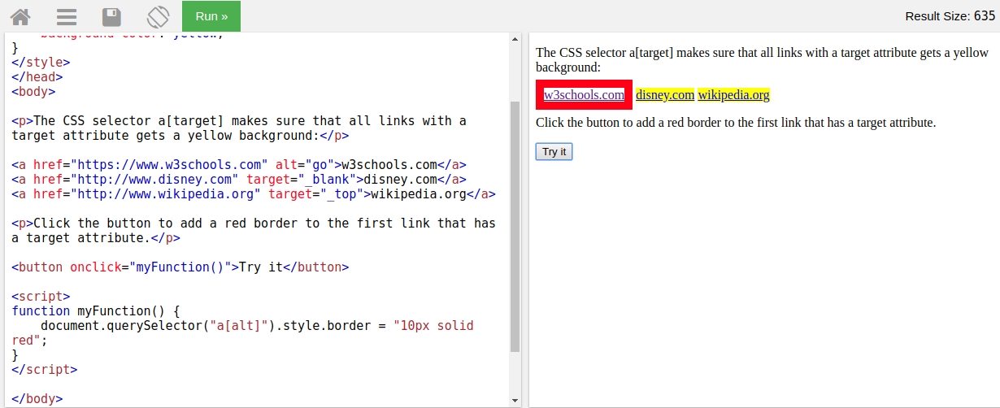 Run »
Result Size: 635
background-color: yellow;
}
</style>
</head>
<body>
<p>The CSS selector a[target] makes sure that all links with a
target attribute gets a yellow background:</p>
<a href="https://www.w3schools.com" alt="go">w3schools.com</a>
<a href="http://www.disney.com" target="_blank">disney.com</a>
<a href="http://www.wikipedia.org" target="_top">wikipedia.org</a>
<p>Click the button to add a red border to the first link that has
a target attribute.</p>
<button onclick="myFunction()">Try it</button>
<script>
function myFunction() {
    document.querySelector("a[alt]").style.border = "10px solid
red";
}
</script>
</body>
The CSS selector a[target] makes sure that all links with a target attribute gets a yellow
background:
w3schools.com disney.com wikipedia.org
Click the button to add a red border to the first link that has a target attribute.
Try it